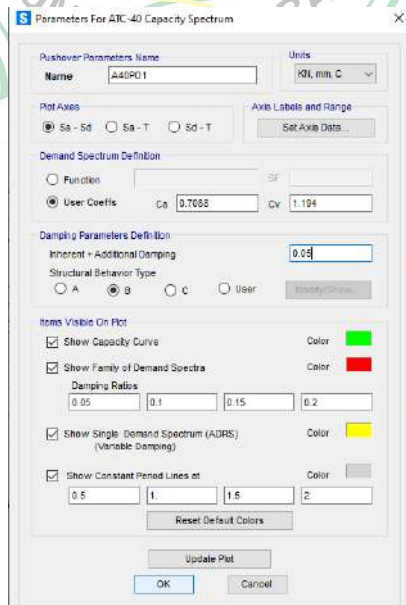 S Parameters For ATC-40 Capacity Spectrum
Pushover Parameters Name
Name A40PO1
Units
KN, mm, C
Plot Axes
Sa - Sd Sa - T Sd - T
Axis Labels and Range
Set Axis Data...
Demand Spectrum Definition
Function SF
User Coeffs Ca 0.7088 Cv 1.194
Damping Parameters Definition
Inherent + Additional Damping 0.05
Structural Behavior Type
A B C User Modify/Show...
Items Visible On Plot
Show Capacity Curve Color
Show Family of Demand Spectra Color
Damping Ratios
0.05 0.1 0.15 0.2
Show Single Demand Spectrum (ADRS) Color
(Variable Damping)
Show Constant Period Lines at Color
0.5 1. 1.5 2.
Reset Default Colors
Update Plot
OK Cancel